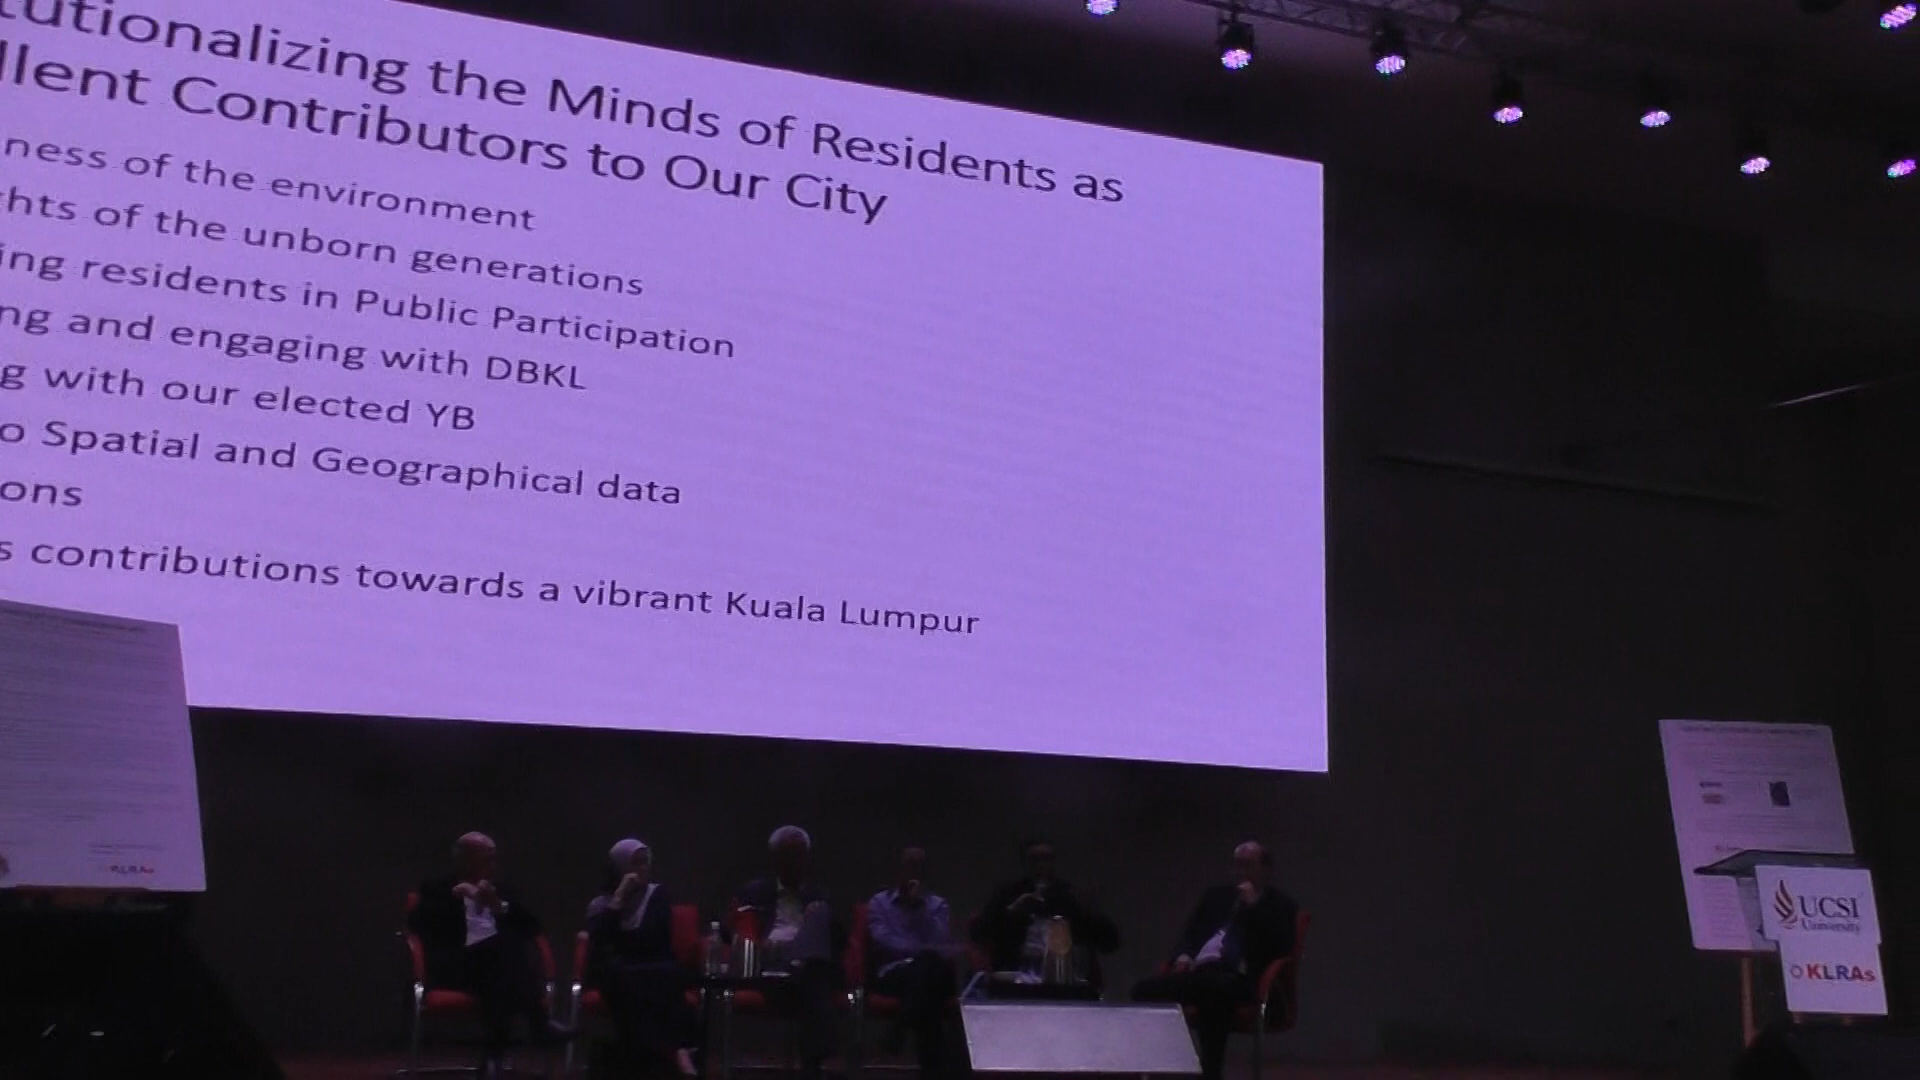 tutionalizing the Minds of Residents as
llent Contributors to Our City
ness of the environment
hts of the unborn generations
ing residents in Public Participation
ng and engaging with DBKL
g with our elected YB
o Spatial and Geographical data
ons
s contributions towards a vibrant Kuala Lumpur
KLRAs
UCSI
University
KLRAs